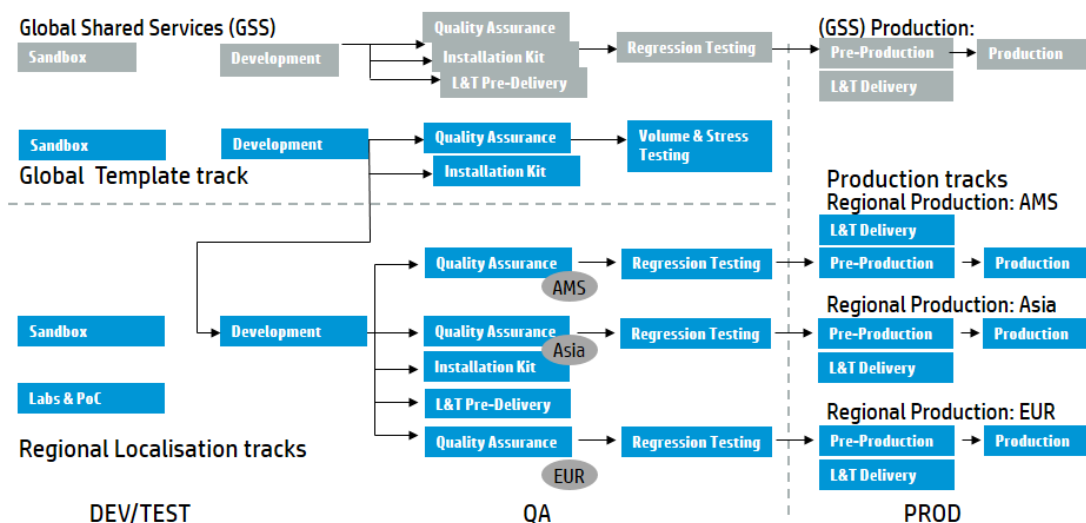 Global Shared Services (GSS)
Sandbox
Development
Quality Assurance
Installation Kit
L&T Pre-Delivery
Regression Testing
(GSS) Production:
Pre-Production
Production
L&T Delivery
Sandbox
Development
Quality Assurance
Installation Kit
Volume & Stress
Testing
Global Template track
Production tracks
Regional Production: AMS
L&T Delivery
Quality Assurance
AMS
Regression Testing
Pre-Production
Production
Regional Production: Asia
Sandbox
Development
Quality Assurance
Asia
Regression Testing
Pre-Production
Production
Installation Kit
L&T Delivery
Labs & PoC
L&T Pre-Delivery
Regional Production: EUR
Regional Localisation tracks
Quality Assurance
EUR
Regression Testing
Pre-Production
Production
L&T Delivery
DEV/TEST
QA
PROD